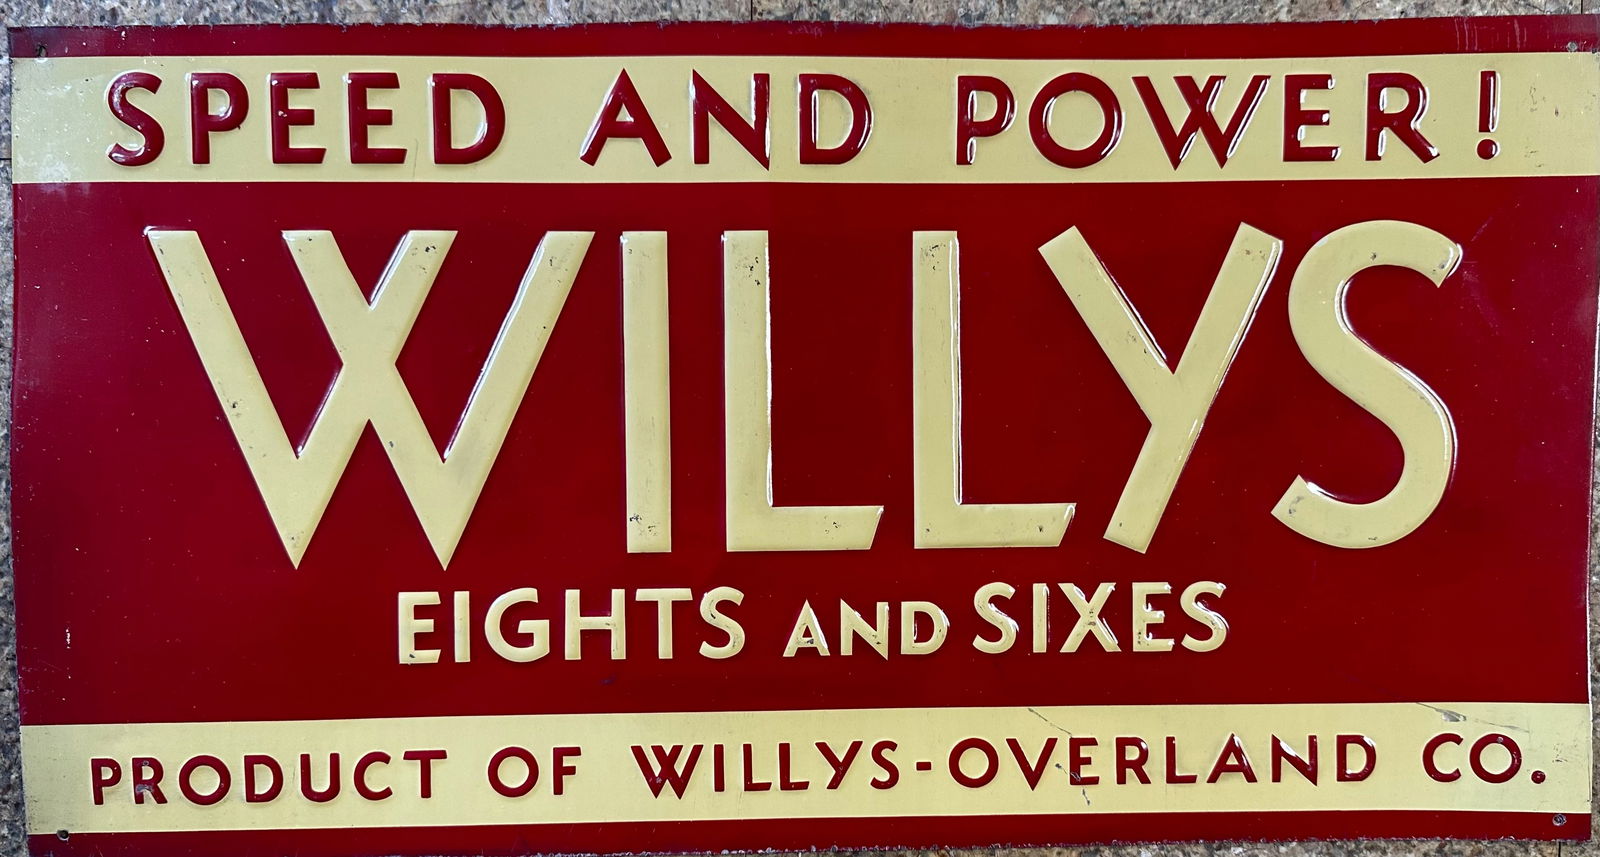 SPEED AND POWER!
WILLYS
EIGHTS AND SIXES
PRODUCT OF WILLYS-OVERLAND CO.